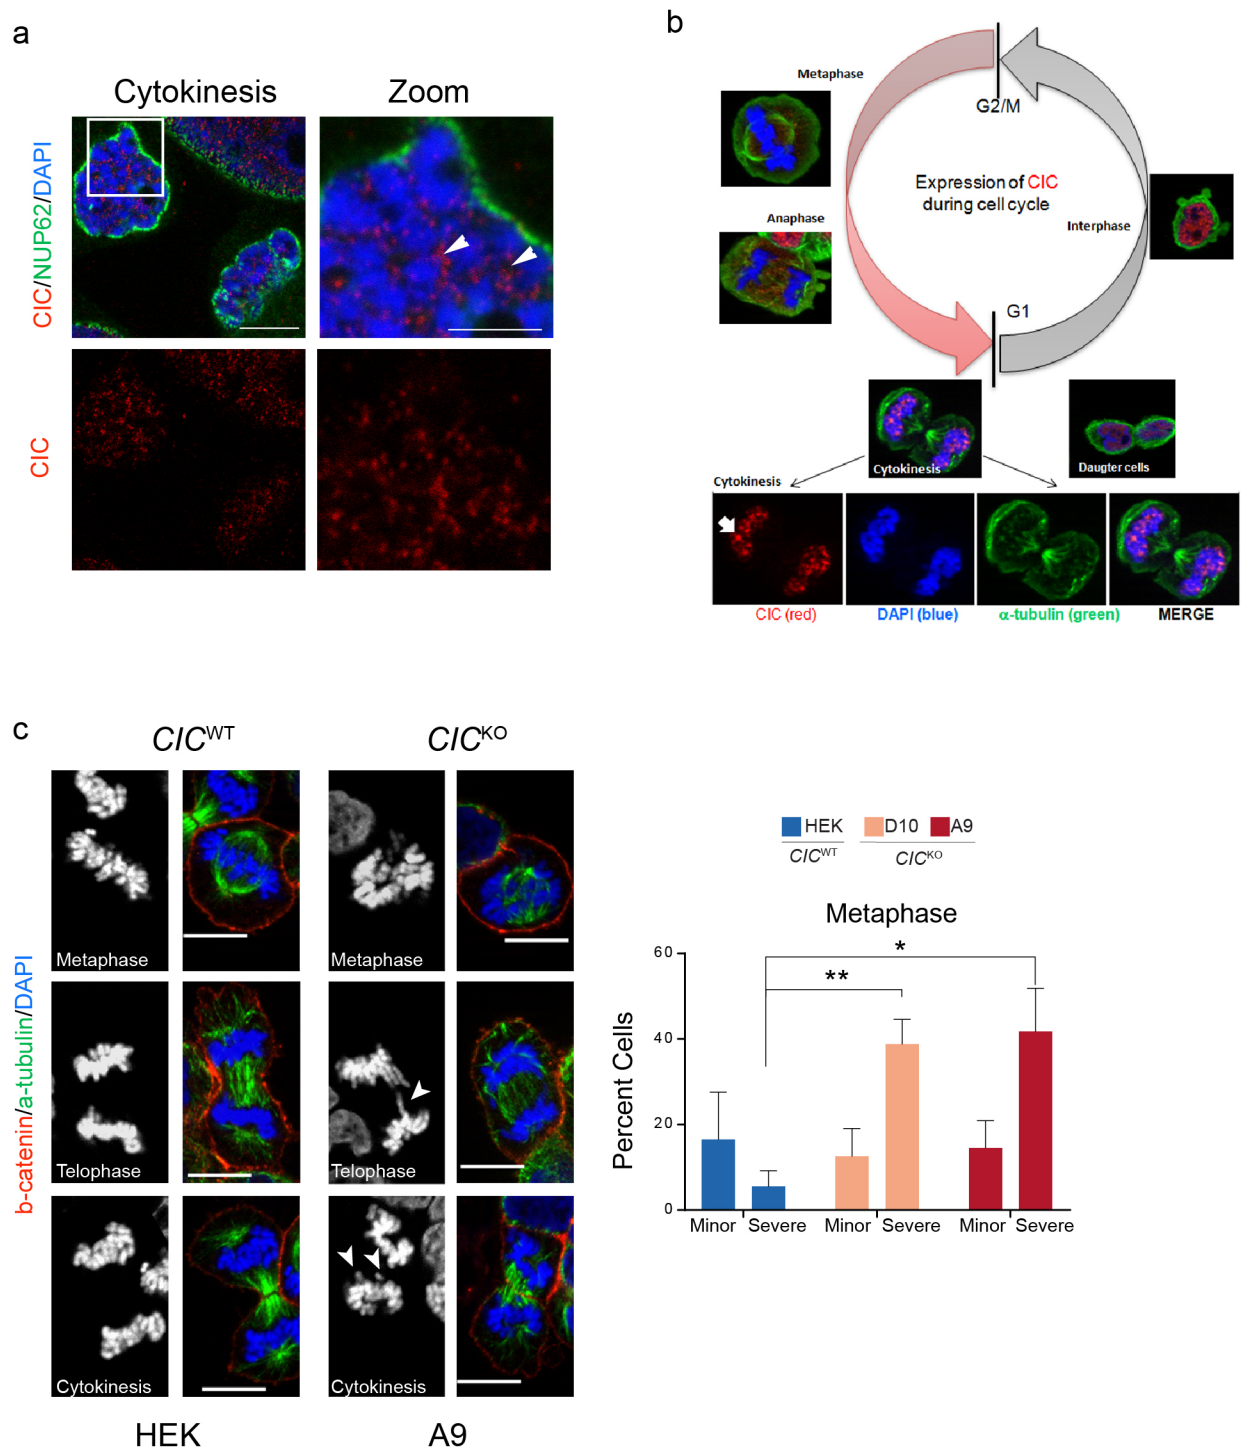 a
Cytokinesis
Zoom
CIC/NUP62/DAPI
CIC
b
Metaphase
G2/M
Expression of CIC
during cell cycle
Anaphase
Interphase
G1
Cytokinesis
Daugter cells
Cytokinesis
CIC (red)
DAPI (blue)
α-tubulin (green)
MERGE
c
CICWT
CICKO
b-catenin/a-tubulin/DAPI
Metaphase
Metaphase
Telophase
Telophase
Cytokinesis
Cytokinesis
HEK
A9
HEK
D10
A9
CICWT
CICKO
Metaphase
Percent Cells
60
40
20
0
*
**
Minor
Severe
Minor
Severe
Minor
Severe